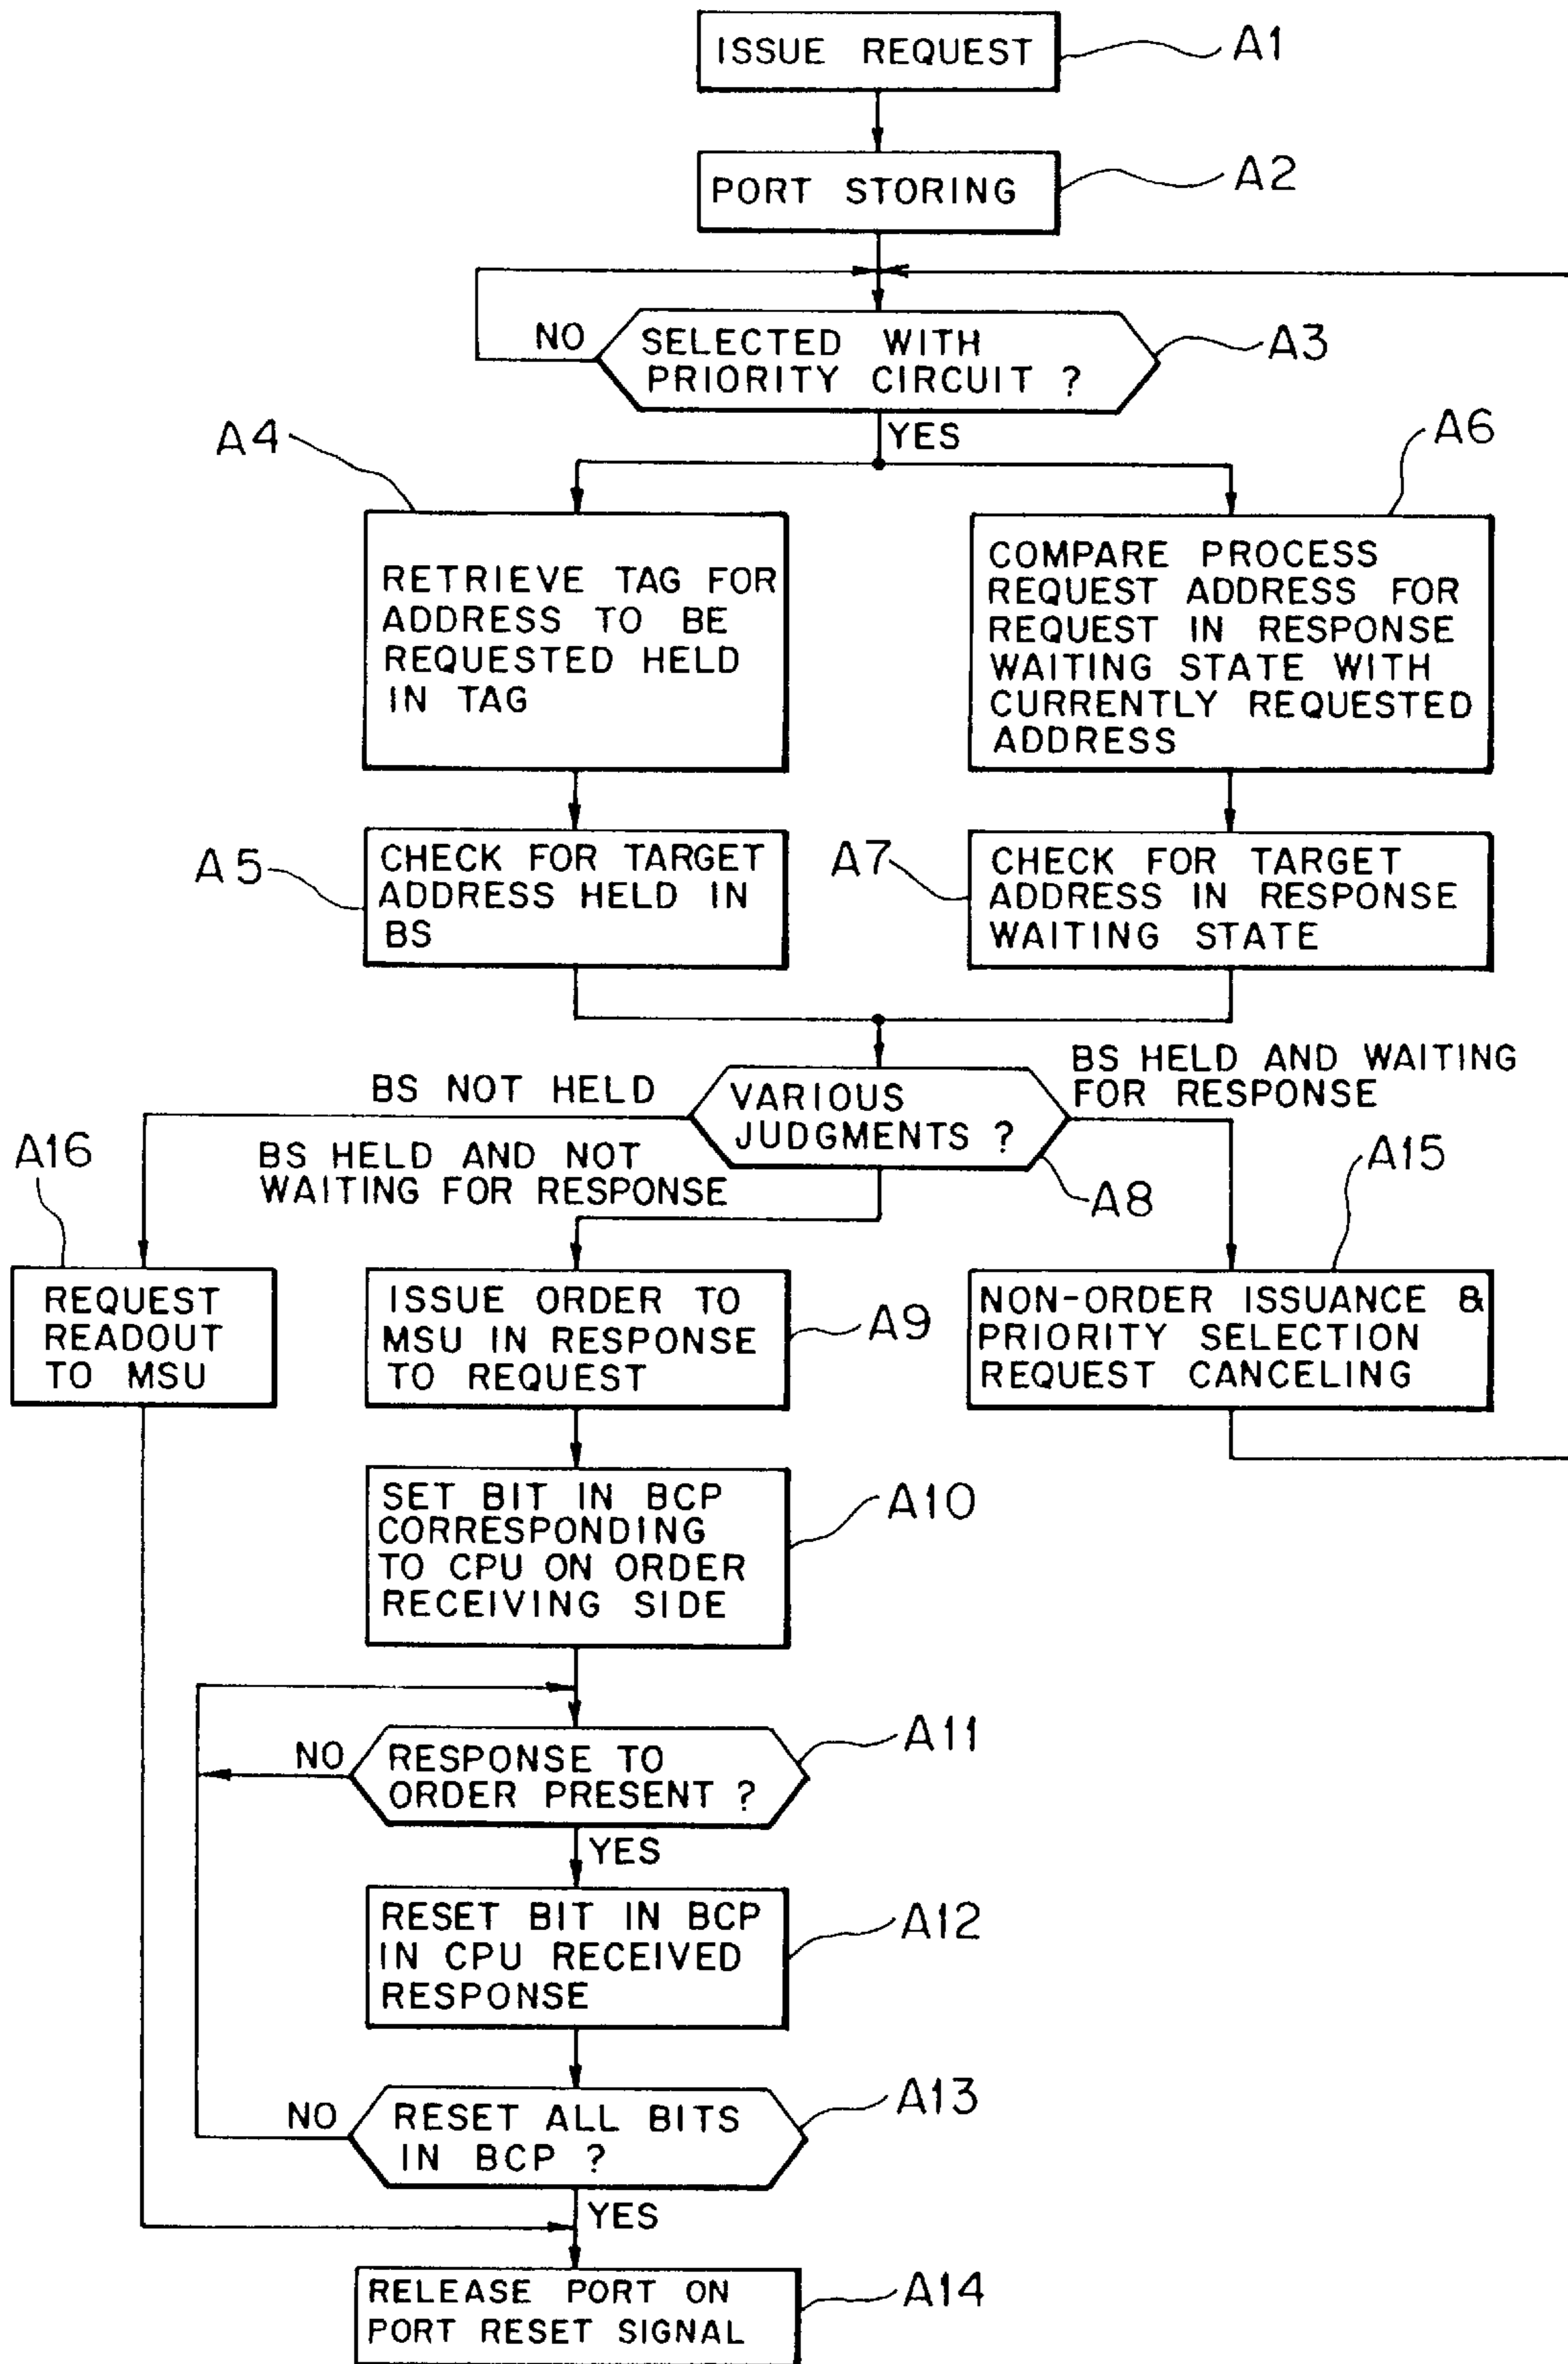 ISSUE REQUEST
A1
PORT STORING
A2
NO
SELECTED WITH
PRIORITY CIRCUIT ?
A3
YES
A4
RETRIEVE TAG FOR
ADDRESS TO BE
REQUESTED HELD
IN TAG
A6
COMPARE PROCESS
REQUEST ADDRESS FOR
REQUEST IN RESPONSE
WAITING STATE WITH
CURRENTLY REQUESTED
ADDRESS
A5
CHECK FOR TARGET
ADDRESS HELD IN
BS
A7
CHECK FOR TARGET
ADDRESS IN RESPONSE
WAITING STATE
BS NOT HELD
VARIOUS
JUDGMENTS ?
A8
BS HELD AND WAITING
FOR RESPONSE
BS HELD AND NOT
WAITING FOR RESPONSE
A16
REQUEST
READOUT
TO MSU
ISSUE ORDER TO
MSU IN RESPONSE
TO REQUEST
A9
A15
NON-ORDER ISSUANCE &
PRIORITY SELECTION
REQUEST CANCELING
SET BIT IN BCP
CORRESPONDING
TO CPU ON ORDER
RECEIVING SIDE
A10
NO
RESPONSE TO
ORDER PRESENT ?
A11
YES
RESET BIT IN BCP
IN CPU RECEIVED
RESPONSE
A12
NO
RESET ALL BITS
IN BCP ?
A13
YES
RELEASE PORT ON
PORT RESET SIGNAL
A14